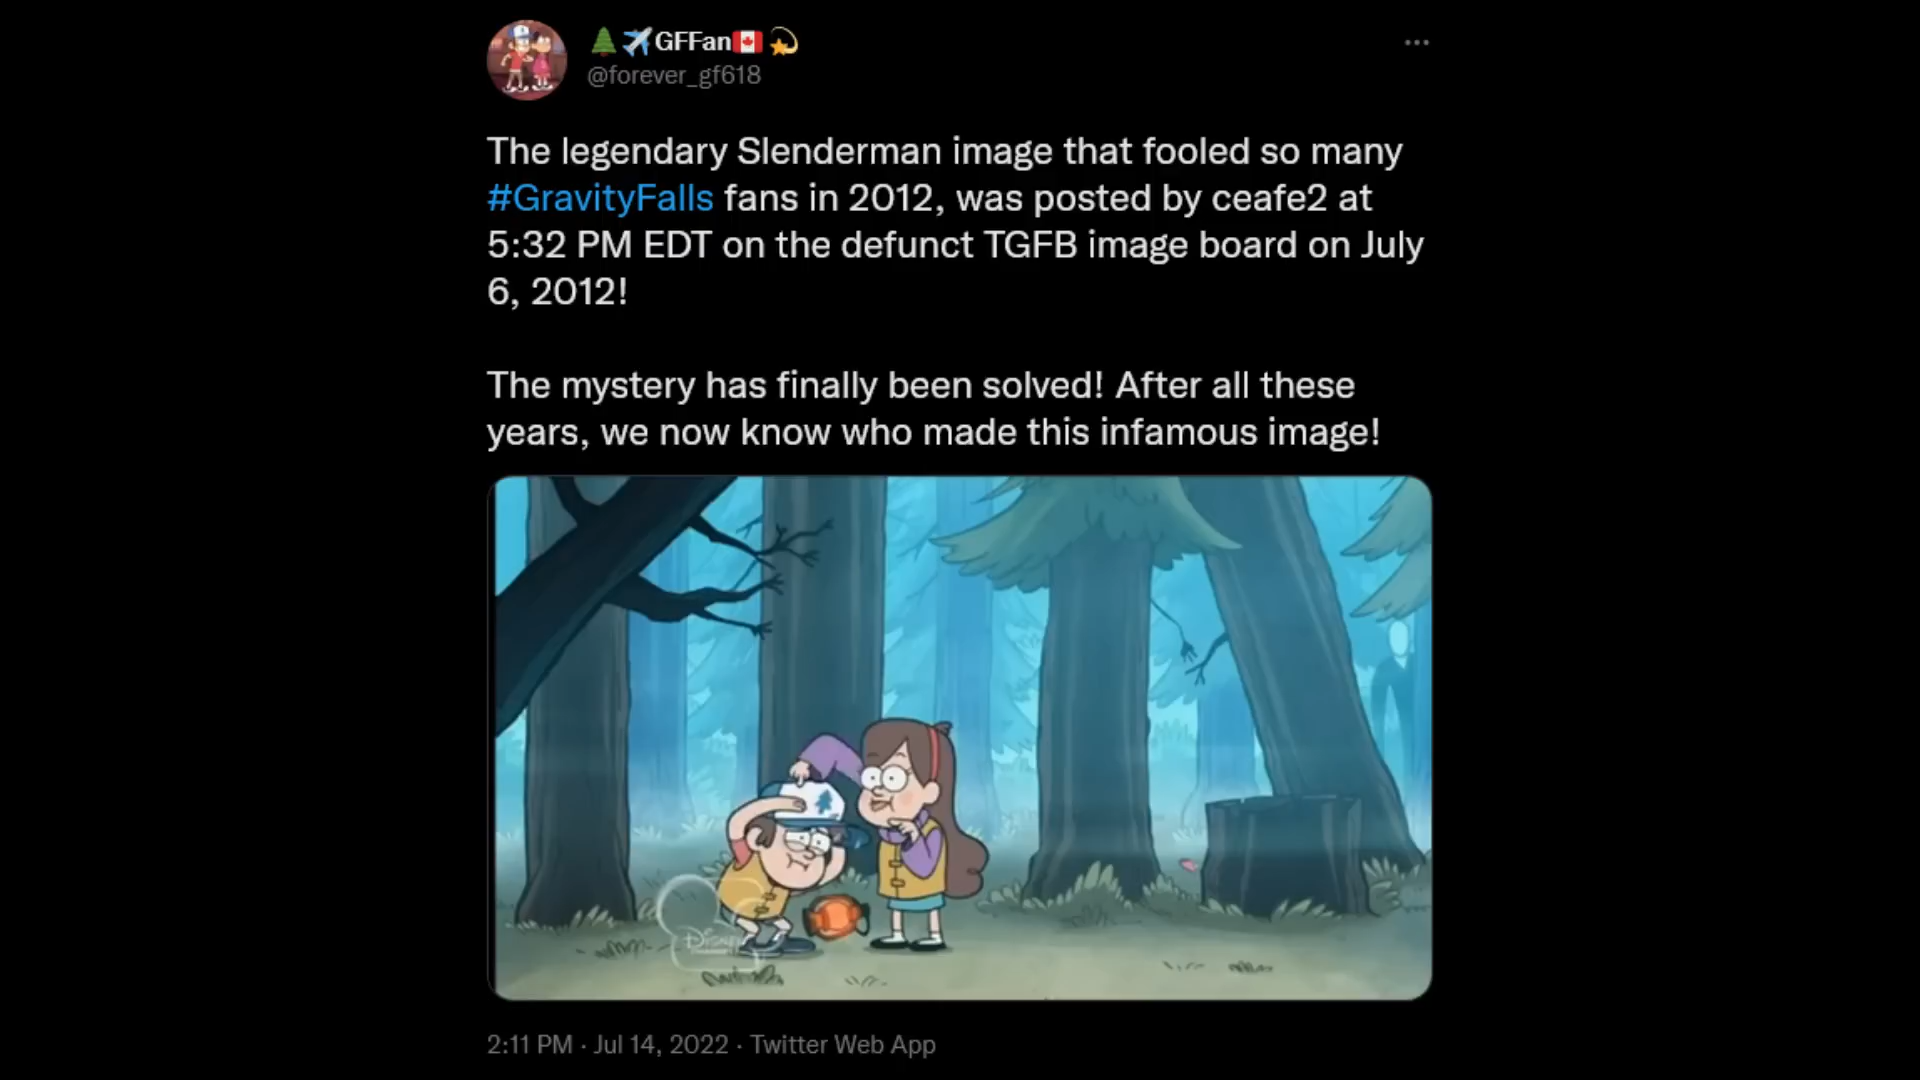 🌲✈️GFFan🇨🇦💫
@forever_gf618
The legendary Slenderman image that fooled so many
#GravityFalls fans in 2012, was posted by ceafe2 at
5:32 PM EDT on the defunct TGFB image board on July
6, 2012!
The mystery has finally been solved! After all these
years, we now know who made this infamous image!
Disney
2:11 PM · Jul 14, 2022 · Twitter Web App